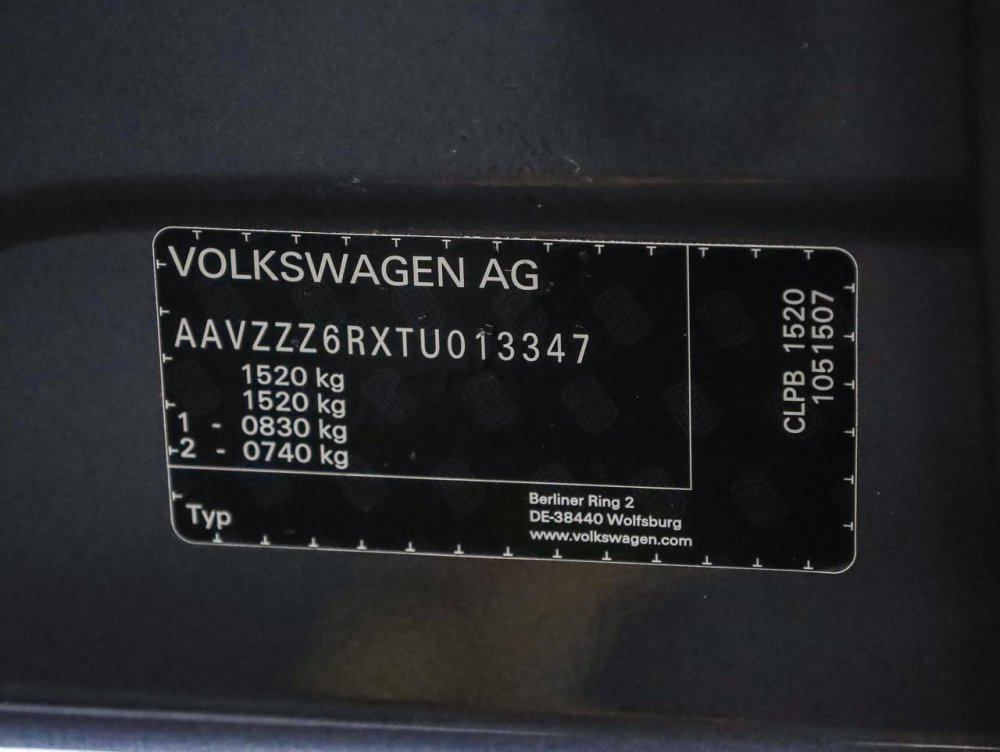 VOLKSWAGEN AG
AAVZZZ6RXTU013347
1520 kg
1520 kg
1 - 0830 kg
2 - 0740 kg
Typ
Berliner Ring 2
DE-38440 Wolfsburg
www.volkswagen.com
CLPB 1520
1051507